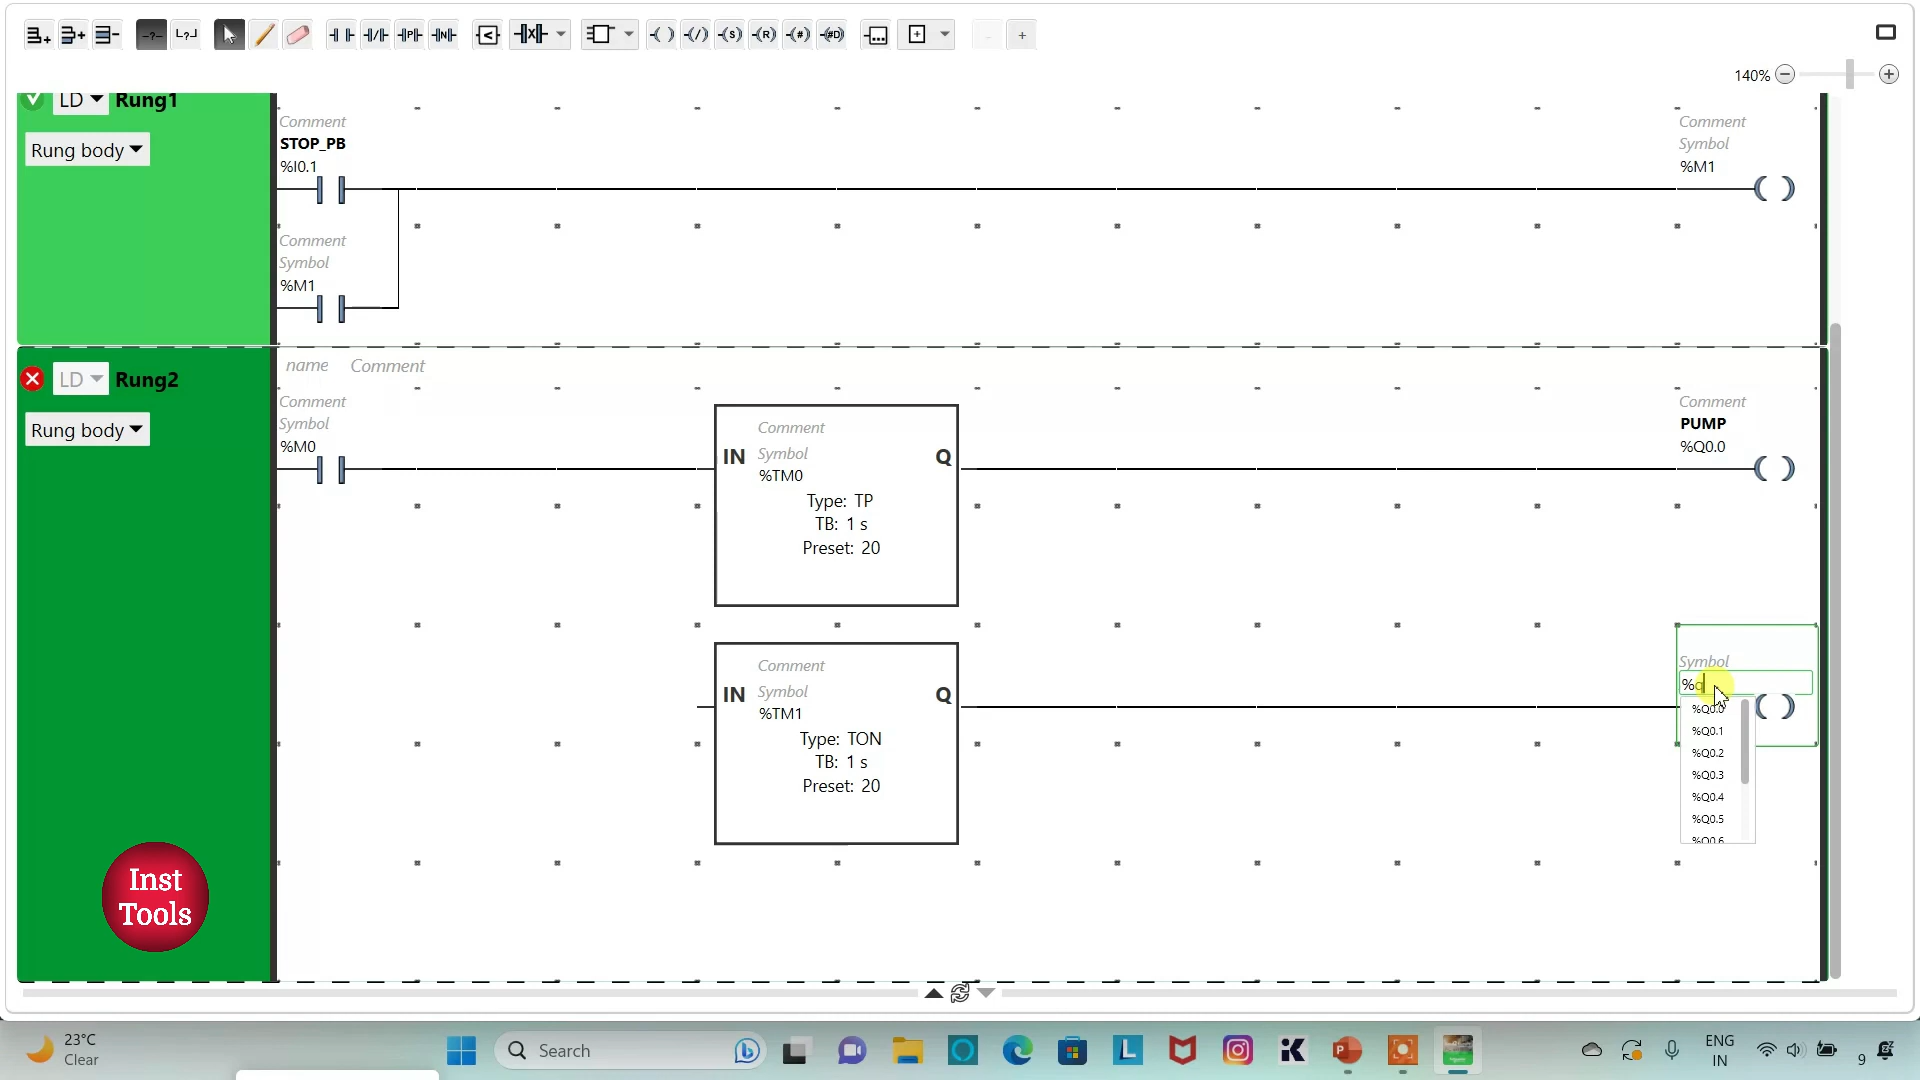 140%
LD Rung1
Rung body
Comment
STOP_PB
%I0.1
Comment
Symbol
%M1
Comment
Symbol
%M1
LD Rung2
Rung body
name Comment
Comment
Symbol
%M0
Comment
IN Symbol Q
%TM0
Type: TP
TB: 1 s
Preset: 20
Comment
PUMP
%Q0.0
Comment
IN Symbol Q
%TM1
Type: TON
TB: 1 s
Preset: 20
Symbol
%q
%Q0.0
%Q0.1
%Q0.2
%Q0.3
%Q0.4
%Q0.5
%Q0.6
Inst
Tools
23°C
Clear
Search
ENG
IN
9